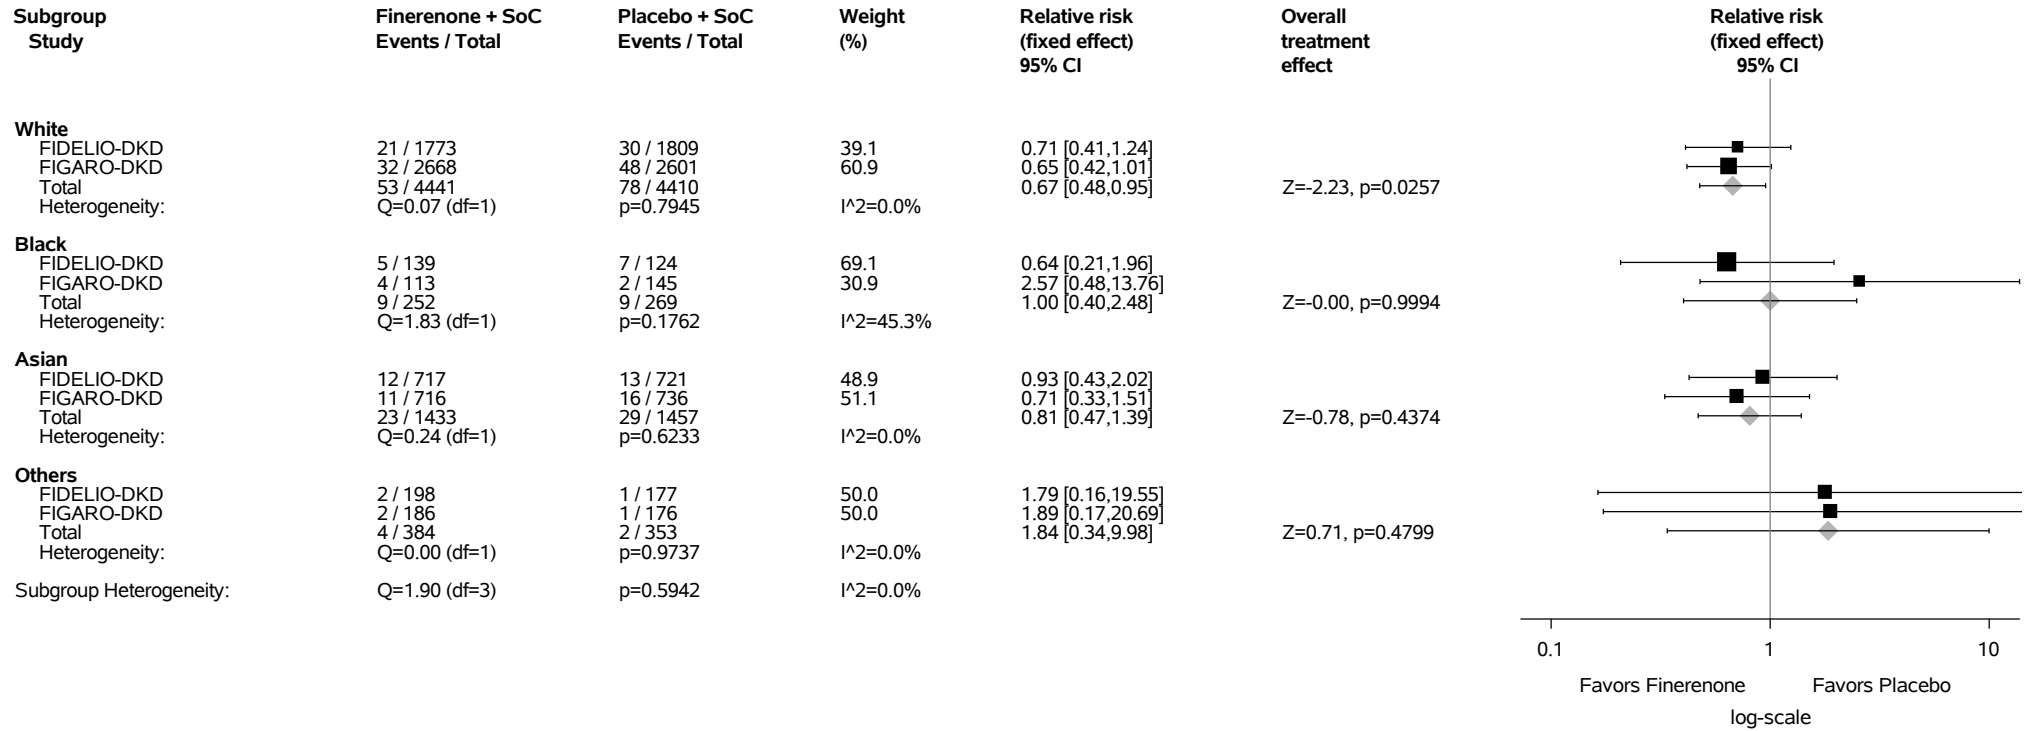 Subgroup Finerenone + SoC Placebo + SoC Weight Relative risk Overall Relative risk
Study Events / Total Events / Total (%) (fixed effect) treatment (fixed effect)
95% CI effect 95% CI
White
FIDELIO-DKD 21 / 1773 30 / 1809 39.1 0.71 [0.41,1.24]
FIGARO-DKD 32 / 2668 48 / 2601 60.9 0.65 [0.42,1.01]
Total 53 / 4441 78 / 4410 0.67 [0.48,0.95] Z=-2.23, p=0.0257
Heterogeneity: Q=0.07 (df=1) p=0.7945 I^2=0.0%
Black
FIDELIO-DKD 5 / 139 7 / 124 69.1 0.64 [0.21,1.96]
FIGARO-DKD 4 / 113 2 / 145 30.9 2.57 [0.48,13.76]
Total 9 / 252 9 / 269 1.00 [0.40,2.48] Z=-0.00, p=0.9994
Heterogeneity: Q=1.83 (df=1) p=0.1762 I^2=45.3%
Asian
FIDELIO-DKD 12 / 717 13 / 721 48.9 0.93 [0.43,2.02]
FIGARO-DKD 11 / 716 16 / 736 51.1 0.71 [0.33,1.51]
Total 23 / 1433 29 / 1457 0.81 [0.47,1.39] Z=-0.78, p=0.4374
Heterogeneity: Q=0.24 (df=1) p=0.6233 I^2=0.0%
Others
FIDELIO-DKD 2 / 198 1 / 177 50.0 1.79 [0.16,19.55]
FIGARO-DKD 2 / 186 1 / 176 50.0 1.89 [0.17,20.69]
Total 4 / 384 2 / 353 1.84 [0.34,9.98] Z=0.71, p=0.4799
Heterogeneity: Q=0.00 (df=1) p=0.9737 I^2=0.0%
Subgroup Heterogeneity: Q=1.90 (df=3) p=0.5942 I^2=0.0%
0.1 1 10
Favors Finerenone Favors Placebo
log-scale